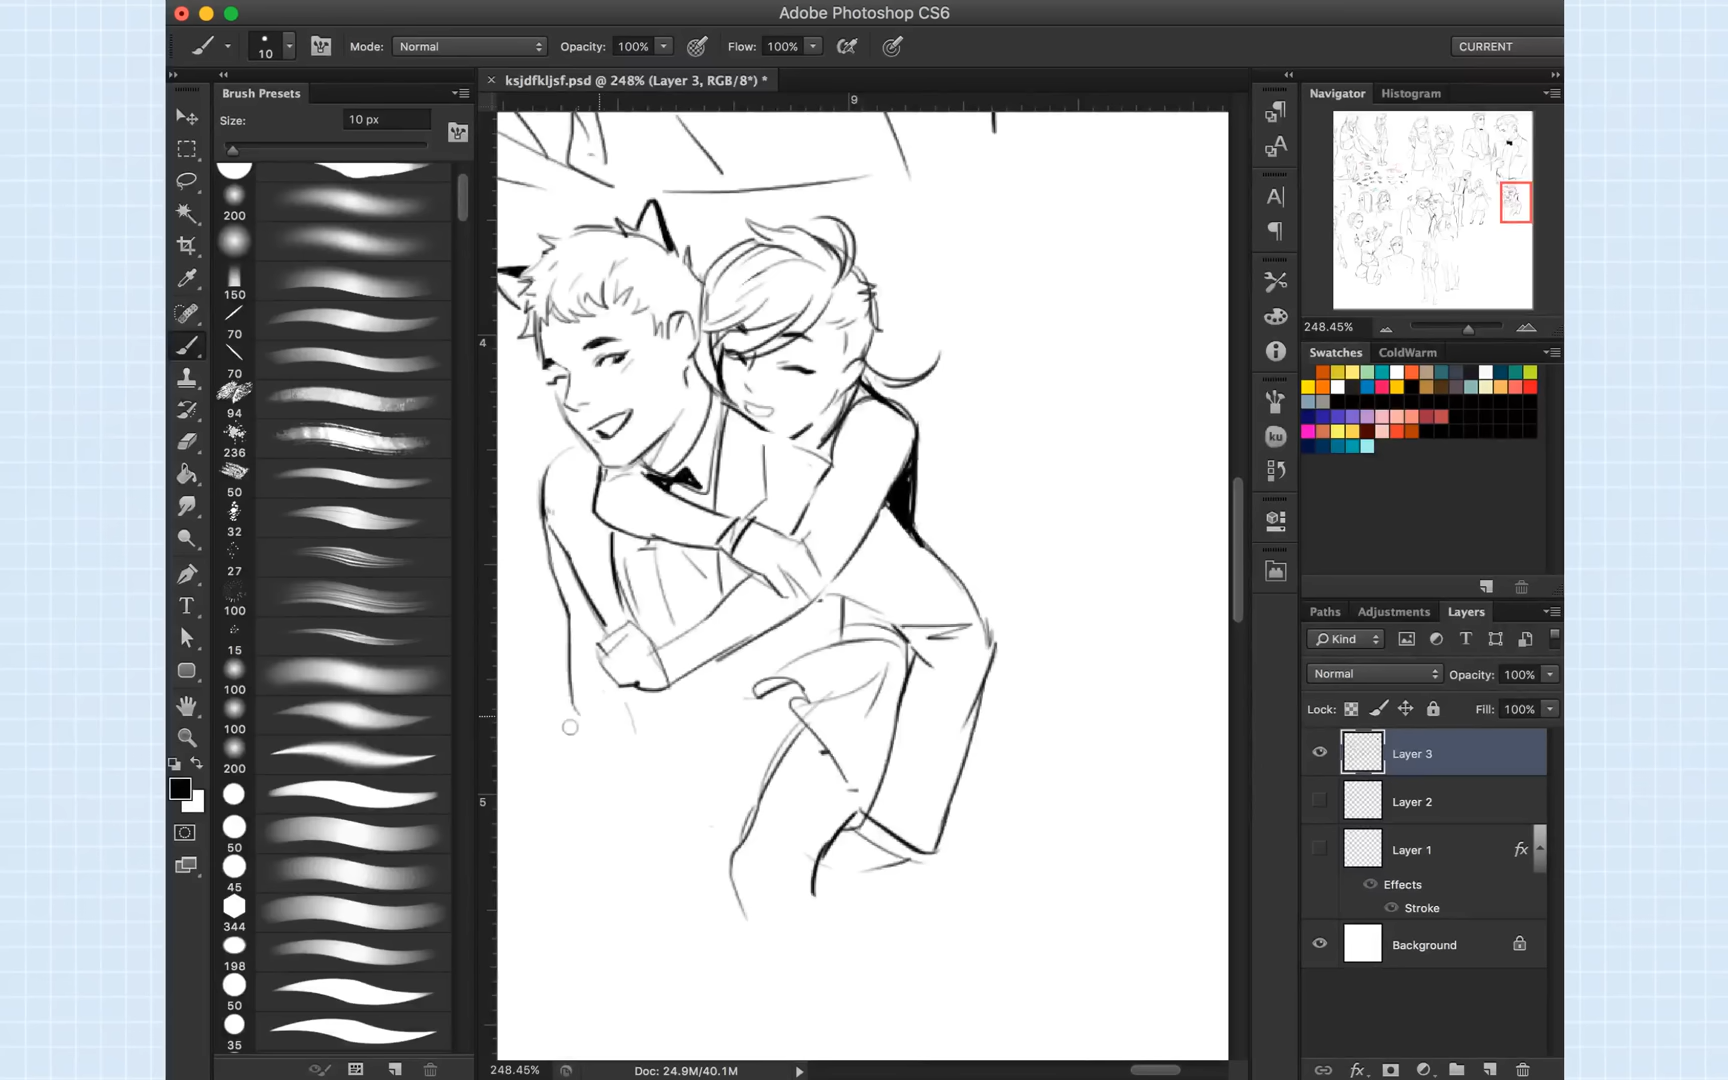 Adobe Photoshop CS6
10
Mode: Normal
Opacity: 100%
Flow: 100%
CURRENT
ksjdfkljsf.psd @ 248% (Layer 3, RGB/8*) *
Brush Presets
Size: 10 px
200
150
70
70
94
236
50
32
27
100
15
100
100
200
50
45
344
198
50
35
9
4
5
248.45%
Doc: 24.9M/40.1M
ku
Navigator
Histogram
248.45%
Swatches
ColdWarm
Paths
Adjustments
Layers
Kind
Normal
Opacity: 100%
Lock:
Fill: 100%
Layer 3
Layer 2
Layer 1
fx
Effects
Stroke
Background
fx